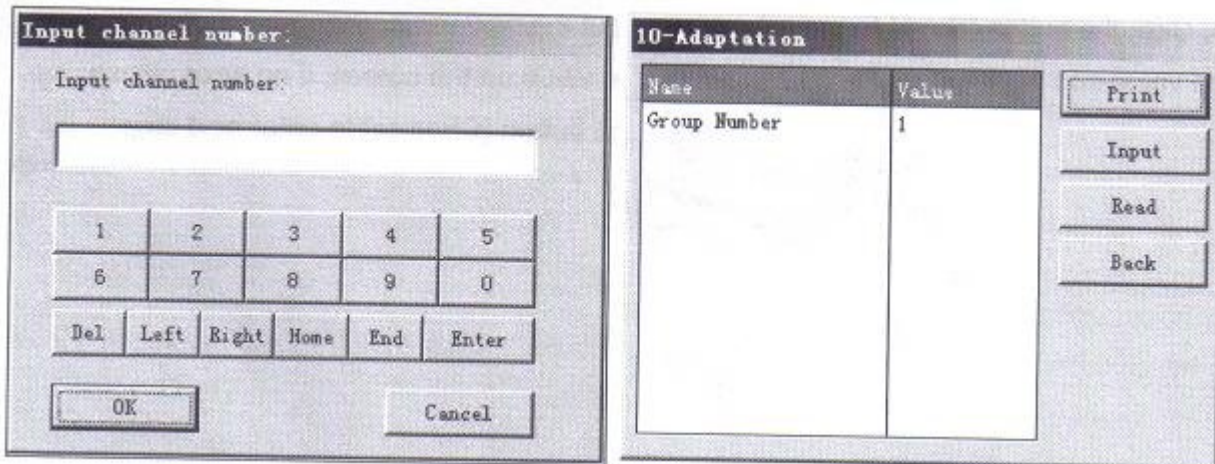 Input channel number:
Input channel number:
1 2 3 4 5
6 7 8 9 0
Del Left Right Home End Enter
OK Cancel
10-Adaptation
Name Value
Group Number 1
Print
Input
Read
Back